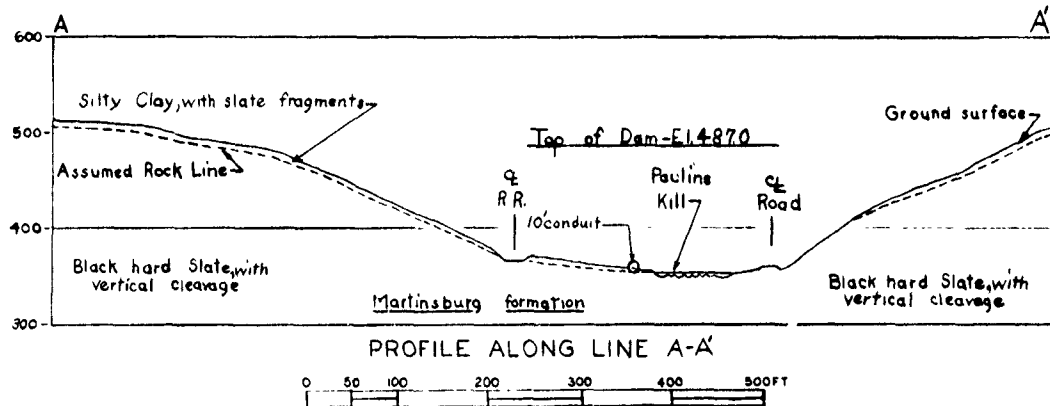 A
A'
600
Silty Clay, with slate fragments
Ground surface
500
Top of Dam-El.487.0
Assumed Rock Line
℄
R.R.
Pauline
Kill
℄
Road
10' conduit
400
Black hard Slate, with
vertical cleavage
Black hard Slate, with
vertical cleavage
Martinsburg formation
300
PROFILE ALONG LINE A-A'
0 50 100 200 300 400 500FT